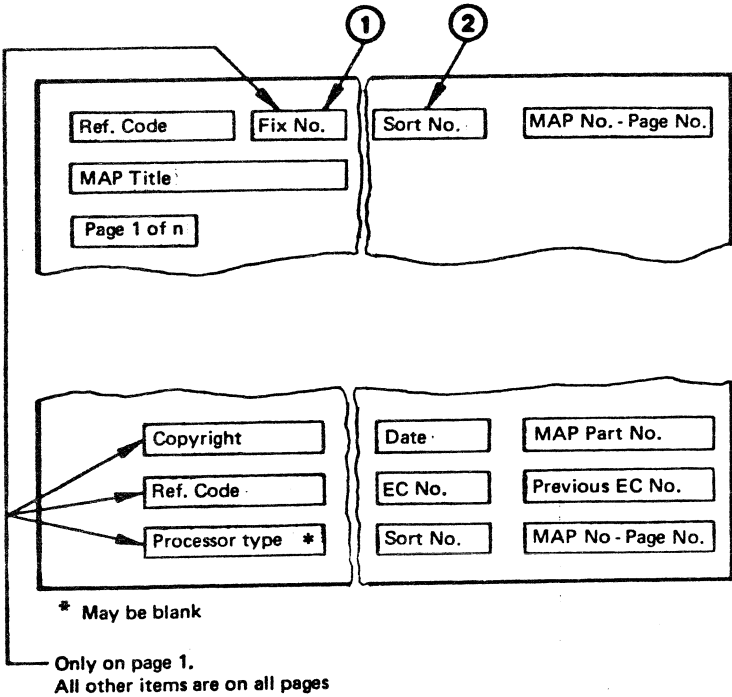 1 2
Ref. Code Fix No. Sort No. MAP No. - Page No.
MAP Title
Page 1 of n
Copyright Date MAP Part No.
Ref. Code EC No. Previous EC No.
Processor type * Sort No. MAP No - Page No.
* May be blank
Only on page 1.
All other items are on all pages